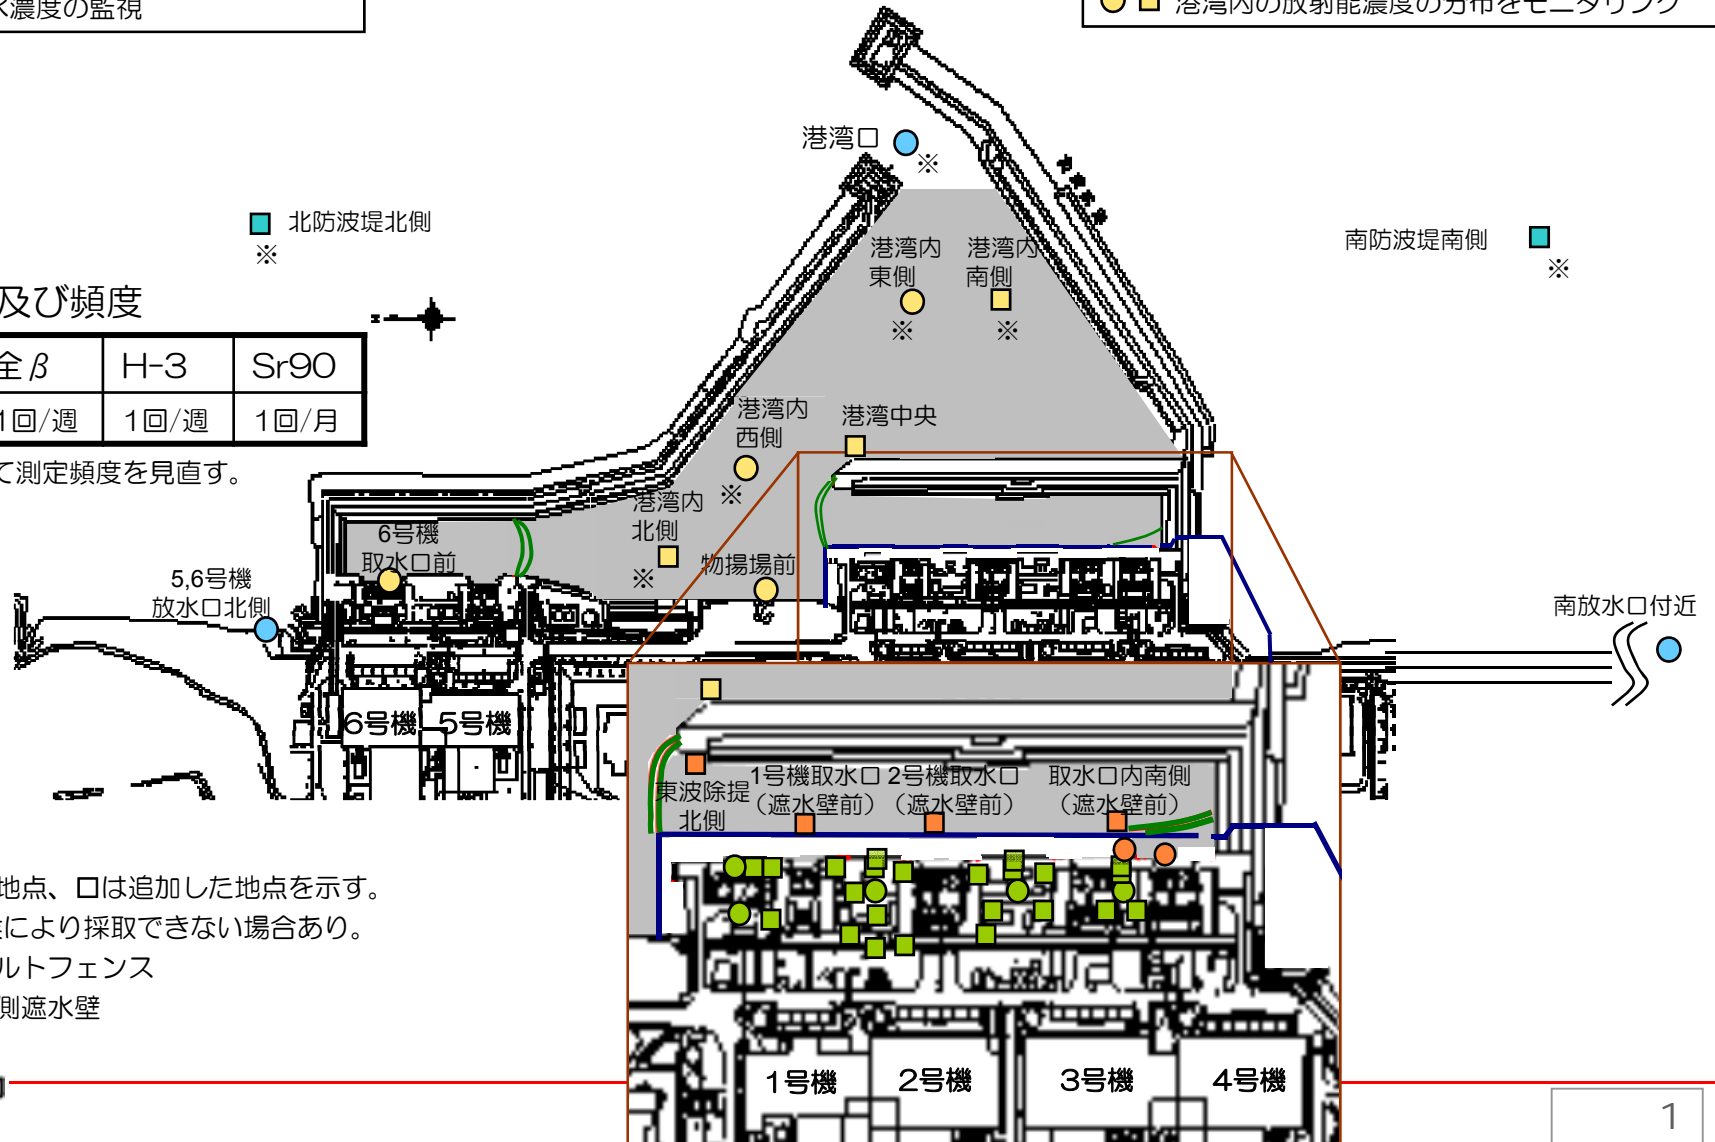 水濃度の監視
港湾内の放射能濃度の分布をモニタリング
港湾口
※
北防波堤北側
※
南防波堤南側
※
港湾内
東側
※
港湾内
南側
※
及び頻度
全β H-3 Sr90
1回/週 1回/週 1回/月
て測定頻度を見直す。
港湾内
西側
※
港湾中央
港湾内
北側
※
6号機
取水口前
物揚場前
5,6号機
放水口北側
南放水口付近
6号機 5号機
東波除堤
北側
1号機取水口
（遮水壁前）
2号機取水口
（遮水壁前）
取水口内南側
（遮水壁前）
地点、口は追加した地点を示す。
により採取できない場合あり。
ルトフェンス
側遮水壁
1号機 2号機 3号機 4号機
1